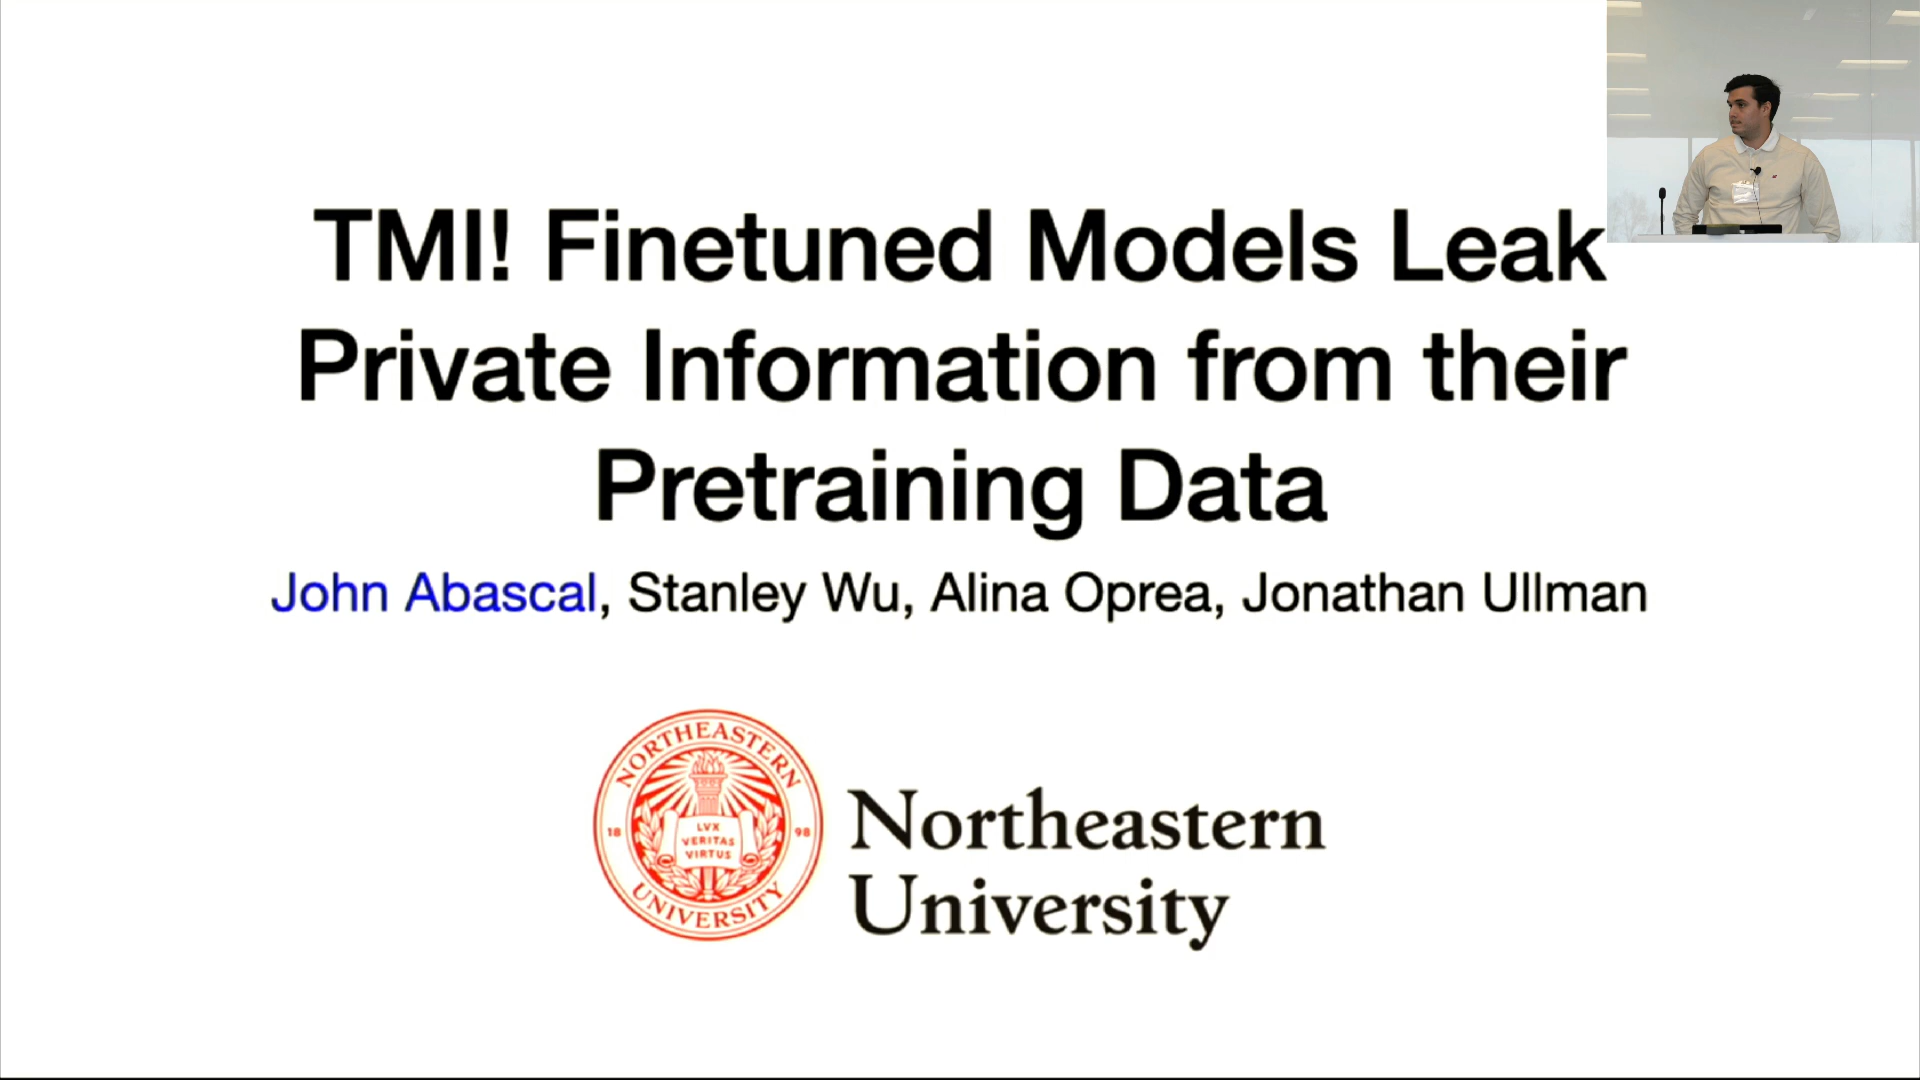 TMI! Finetuned Models Leak
Private Information from their
Pretraining Data
John Abascal, Stanley Wu, Alina Oprea, Jonathan Ullman
NORTHEASTERN
18 98
LVX
VERITAS
VIRTUS
UNIVERSITY
Northeastern
University